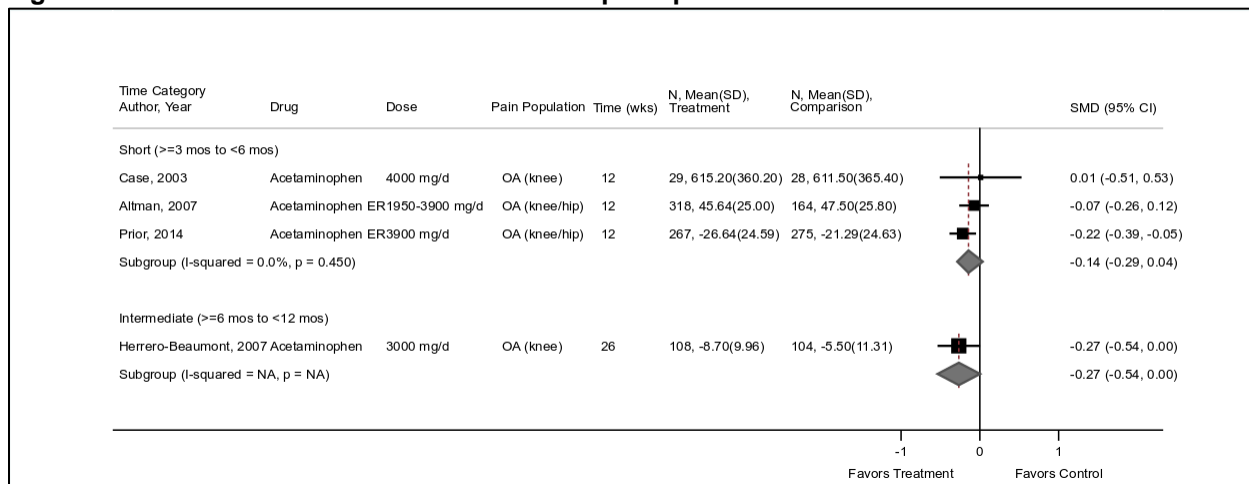 Time Category
Author, Year Drug Dose Pain Population Time (wks) N, Mean(SD), Treatment N, Mean(SD), Comparison SMD (95% CI)
Short (>=3 mos to <6 mos)
Case, 2003 Acetaminophen 4000 mg/d OA (knee) 12 29, 615.20(360.20) 28, 611.50(365.40) 0.01 (-0.51, 0.53)
Altman, 2007 Acetaminophen ER1950-3900 mg/d OA (knee/hip) 12 318, 45.64(25.00) 164, 47.50(25.80) -0.07 (-0.26, 0.12)
Prior, 2014 Acetaminophen ER3900 mg/d OA (knee/hip) 12 267, -26.64(24.59) 275, -21.29(24.63) -0.22 (-0.39, -0.05)
Subgroup (I-squared = 0.0%, p = 0.450) -0.14 (-0.29, 0.04)
Intermediate (>=6 mos to <12 mos)
Herrero-Beaumont, 2007 Acetaminophen 3000 mg/d OA (knee) 26 108, -8.70(9.96) 104, -5.50(11.31) -0.27 (-0.54, 0.00)
Subgroup (I-squared = NA, p = NA) -0.27 (-0.54, 0.00)
-1 0 1
Favors Treatment Favors Control